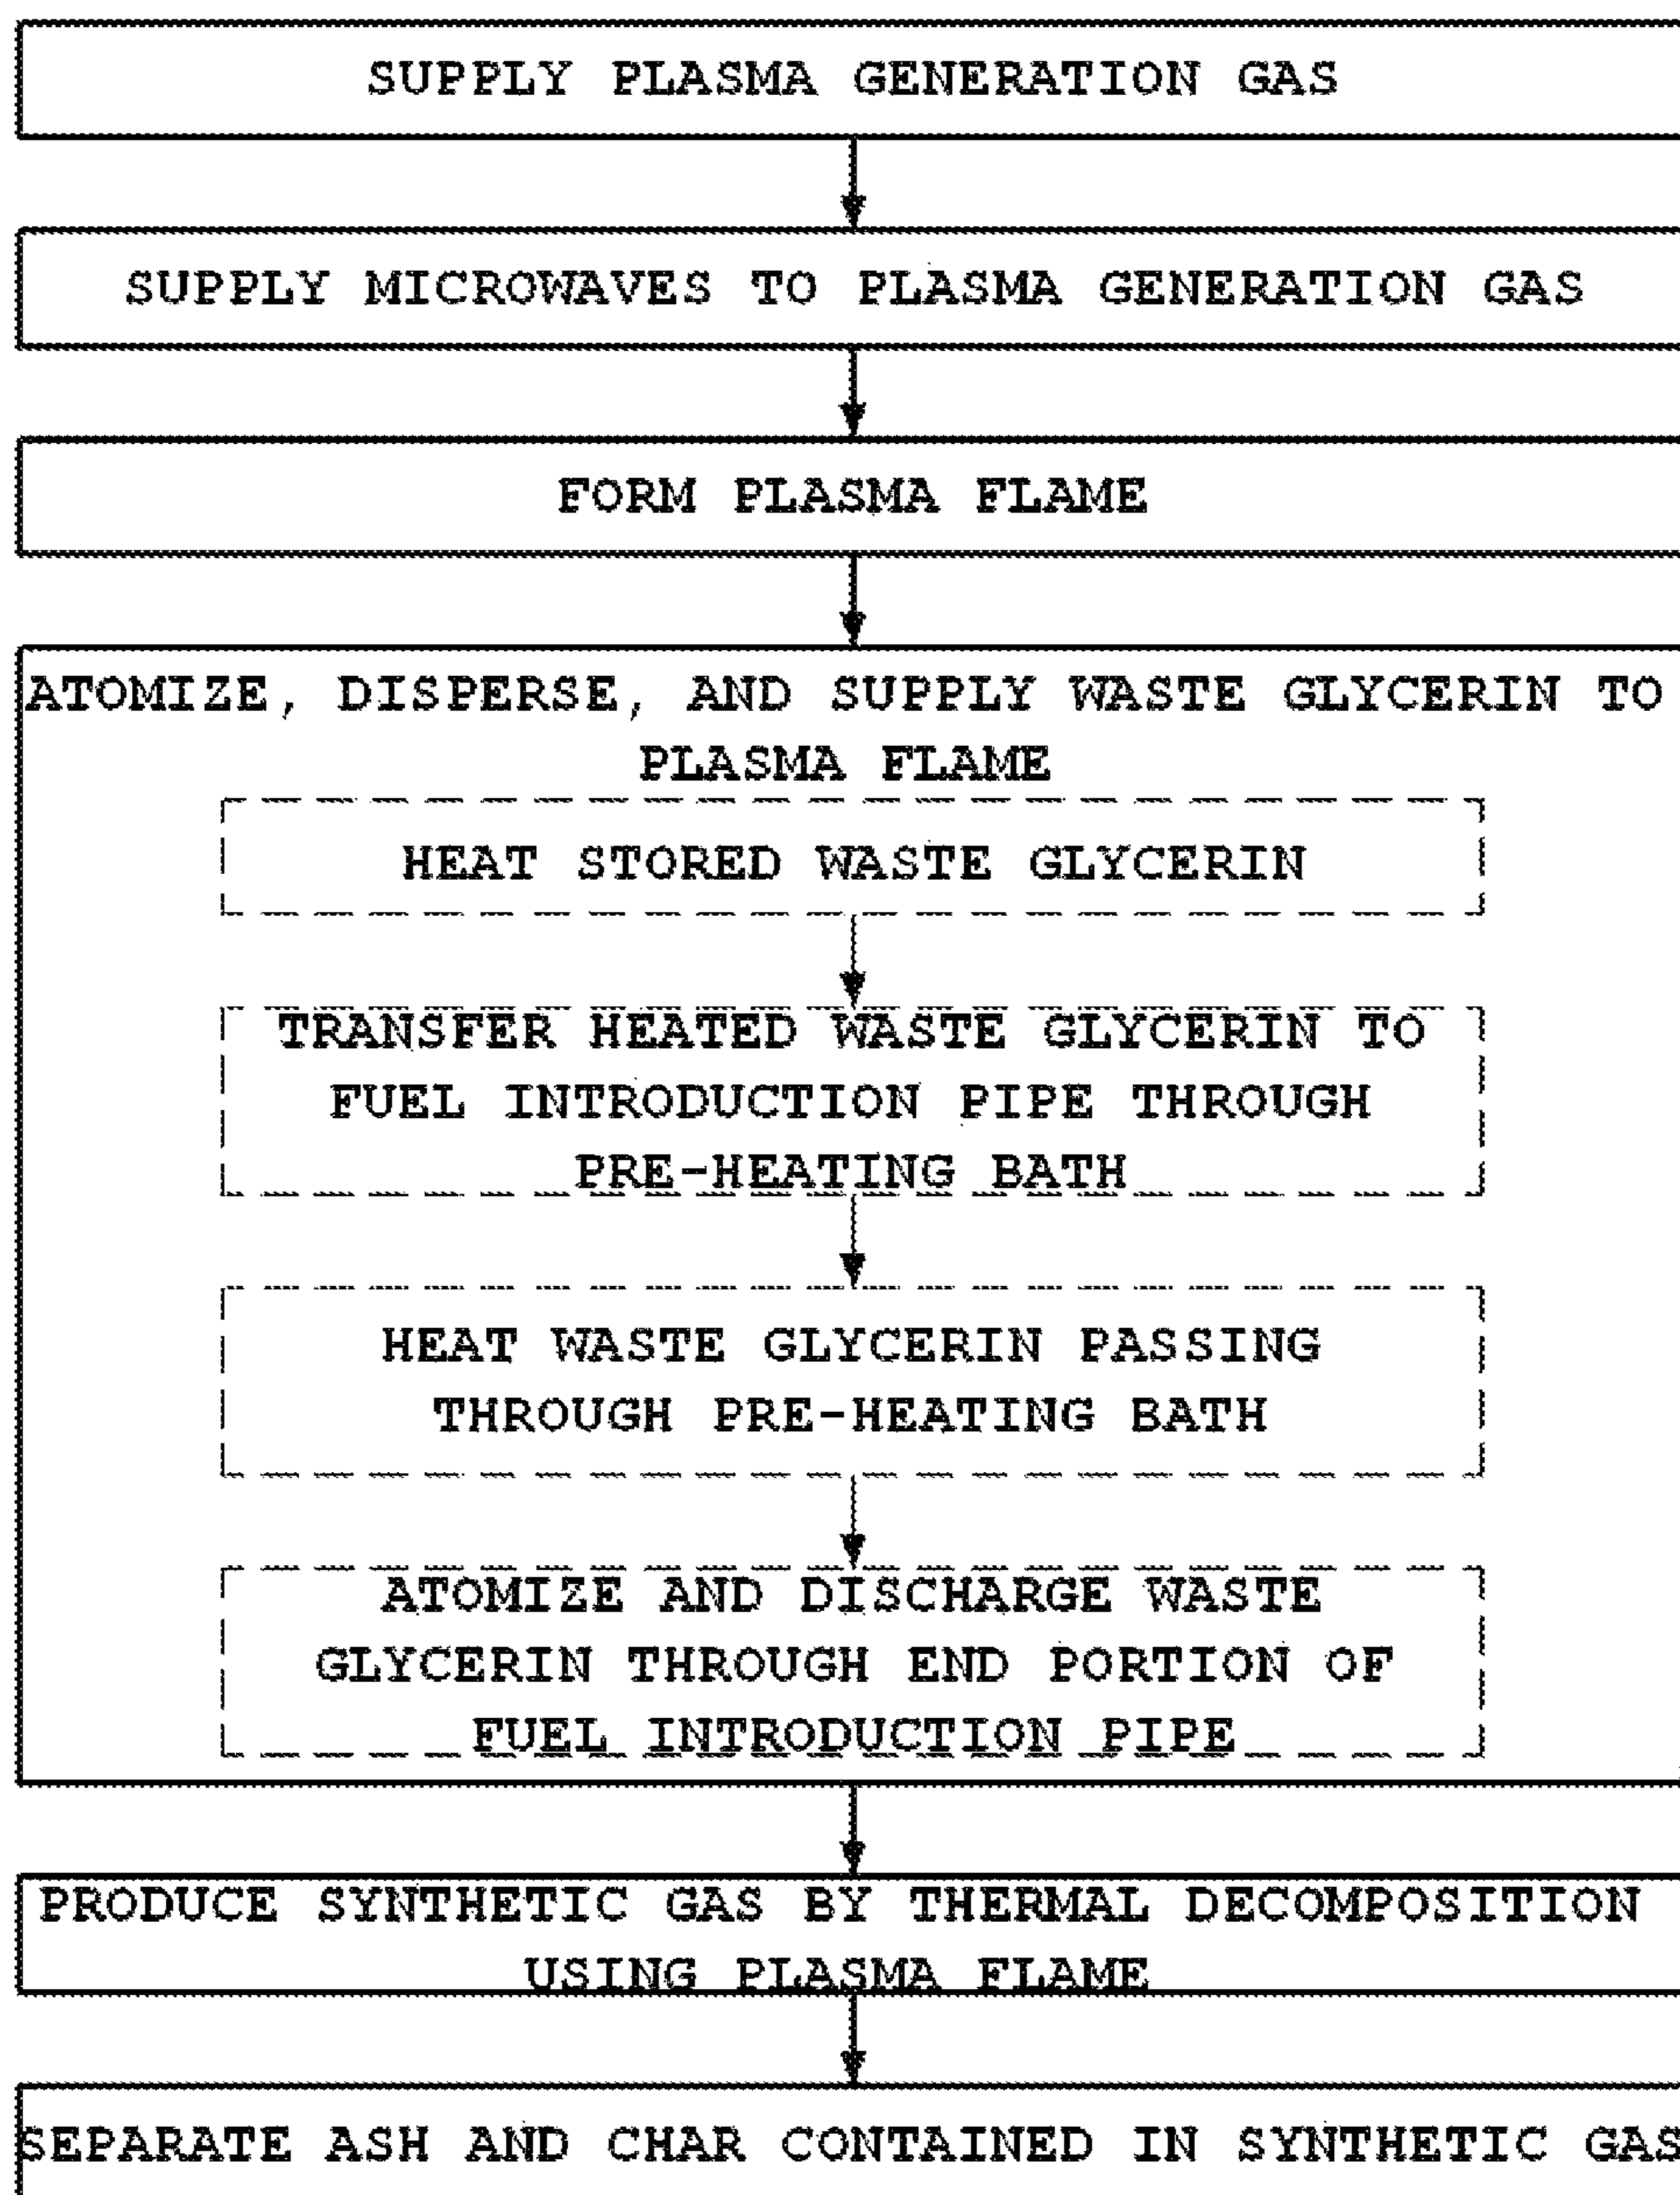 SUPPLY PLASMA GENERATION GAS
SUPPLY MICROWAVES TO PLASMA GENERATION GAS
FORM PLASMA FLAME
ATOMIZE, DISPERSE, AND SUPPLY WASTE GLYCERIN TO
PLASMA FLAME
HEAT STORED WASTE GLYCERIN
TRANSFER HEATED WASTE GLYCERIN TO
FUEL INTRODUCTION PIPE THROUGH
PRE-HEATING BATH
HEAT WASTE GLYCERIN PASSING
THROUGH PRE-HEATING BATH
ATOMIZE AND DISCHARGE WASTE
GLYCERIN THROUGH END PORTION OF
FUEL INTRODUCTION PIPE
PRODUCE SYNTHETIC GAS BY THERMAL DECOMPOSITION
USING PLASMA FLAME
SEPARATE ASH AND CHAR CONTAINED IN SYNTHETIC GAS